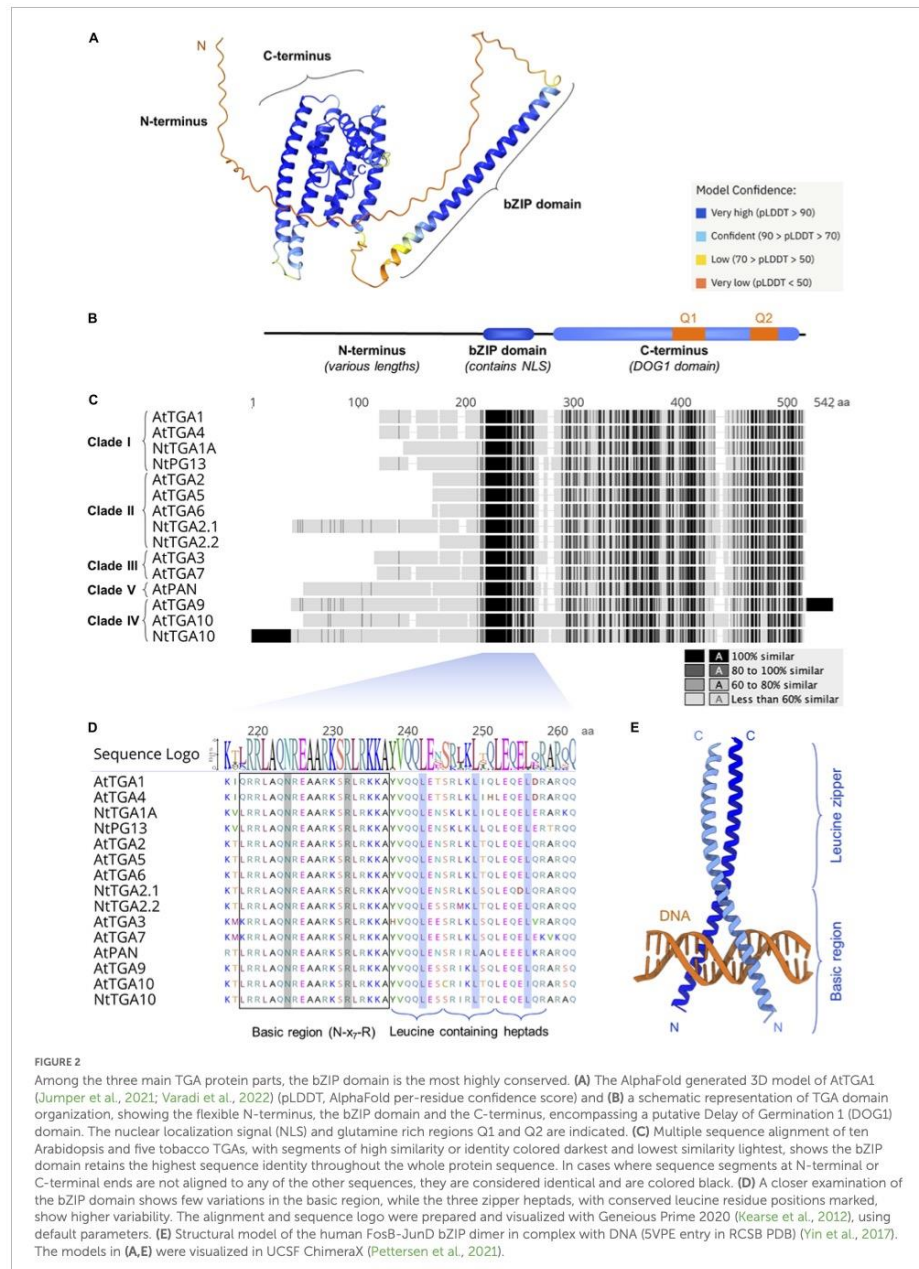 A
N
C-terminus
N-terminus
C
bZIP domain
Model Confidence:
Very high (pLDDT > 90)
Confident (90 > pLDDT > 70)
Low (70 > pLDDT > 50)
Very low (pLDDT < 50)
B
Q1 Q2
N-terminus bZIP domain C-terminus
(various lengths) (contains NLS) (DOG1 domain)
C
1 100 200 300 400 500 542 aa
AtTGA1
AtTGA4
Clade I
NtTGA1A
NtPG13
AtTGA2
AtTGA5
Clade II AtTGA6
NtTGA2.1
NtTGA2.2
Clade III AtTGA3
AtTGA7
Clade V AtPAN
AtTGA9
Clade IV AtTGA10
NtTGA10
A 100% similar
A 80 to 100% similar
A 60 to 80% similar
A Less than 60% similar
D
220 230 240 250 260 aa
Sequence Logo
AtTGA1 KIQRRLAQNREAARKSRLRKKAYVQQLETSRLKLIQLEQELDRARQQ
AtTGA4 KIQRRLAQNREAARKSRLRKKAYVQQLETSRLKLIHLEQELDRARQQ
NtTGA1A KVLRRLAQNREAARKSRLRKKAYVQQLENSKLKLIQLEQELERARKQ
NtPG13 KVLRRLAQNREAARKSRLRKKAYVQQLENSKLKLLQLEQELERTRQQ
AtTGA2 KTLRRLAQNREAARKSRLRKKAYVQQLENSRLKLTQLEQELQRARQQ
AtTGA5 KTLRRLAQNREAARKSRLRKKAYVQQLENSRLKLTQLEQELQRARQQ
AtTGA6 KTLRRLAQNREAARKSRLRKKAYVQQLENSRLKLTQLEQELQRARQQ
NtTGA2.1 KTLRRLAQNREAARKSRLRKKAYVQQLENSRLKLSQLEQDLQRARQQ
NtTGA2.2 KTLRRLAQNREAARKSRLRKKAYVQQLESSRMKLTQLEQELQRARQQ
AtTGA3 KMKRRLAQNREAARKSRLRKKAYVQQLEESRLKLSQLEQELVRARQQ
AtTGA7 KMKRRLAQNREAARKSRLRKKAYVQQLEESRLKLSQLEQELEKVKQQ
AtPAN RTLRRLAQNREAARKSRLRKKAYVQQLENSRIRLAQLEEELKRARQQ
AtTGA9 KTLRRLAQNREAARKSRLRKKAYVQQLESSRIKLSQLEQELQRARSQ
AtTGA10 KTLRRLAQNREAARKSRLRKKAYVQQLESCRIKLTQLEQEIQRARSQ
NtTGA10 KTLRRLAQNREAARKSRLRKKAYVQQLESSRIRLTQLEQELQRARAQ
Basic region (N-x7-R) Leucine containing heptads
E
C C
Leucine zipper
DNA
Basic region
N N
FIGURE 2
Among the three main TGA protein parts, the bZIP domain is the most highly conserved. (A) The AlphaFold generated 3D model of AtTGA1
(Jumper et al., 2021; Varadi et al., 2022) (pLDDT, AlphaFold per-residue confidence score) and (B) a schematic representation of TGA domain
organization, showing the flexible N-terminus, the bZIP domain and the C-terminus, encompassing a putative Delay of Germination 1 (DOG1)
domain. The nuclear localization signal (NLS) and glutamine rich regions Q1 and Q2 are indicated. (C) Multiple sequence alignment of ten
Arabidopsis and five tobacco TGAs, with segments of high similarity or identity colored darkest and lowest similarity lightest, shows the bZIP
domain retains the highest sequence identity throughout the whole protein sequence. In cases where sequence segments at N-terminal or
C-terminal ends are not aligned to any of the other sequences, they are considered identical and are colored black. (D) A closer examination of
the bZIP domain shows few variations in the basic region, while the three zipper heptads, with conserved leucine residue positions marked,
show higher variability. The alignment and sequence logo were prepared and visualized with Geneious Prime 2020 (Kearse et al., 2012), using
default parameters. (E) Structural model of the human FosB-JunD bZIP dimer in complex with DNA (5VPE entry in RCSB PDB) (Yin et al., 2017).
The models in (A,E) were visualized in UCSF ChimeraX (Pettersen et al., 2021).